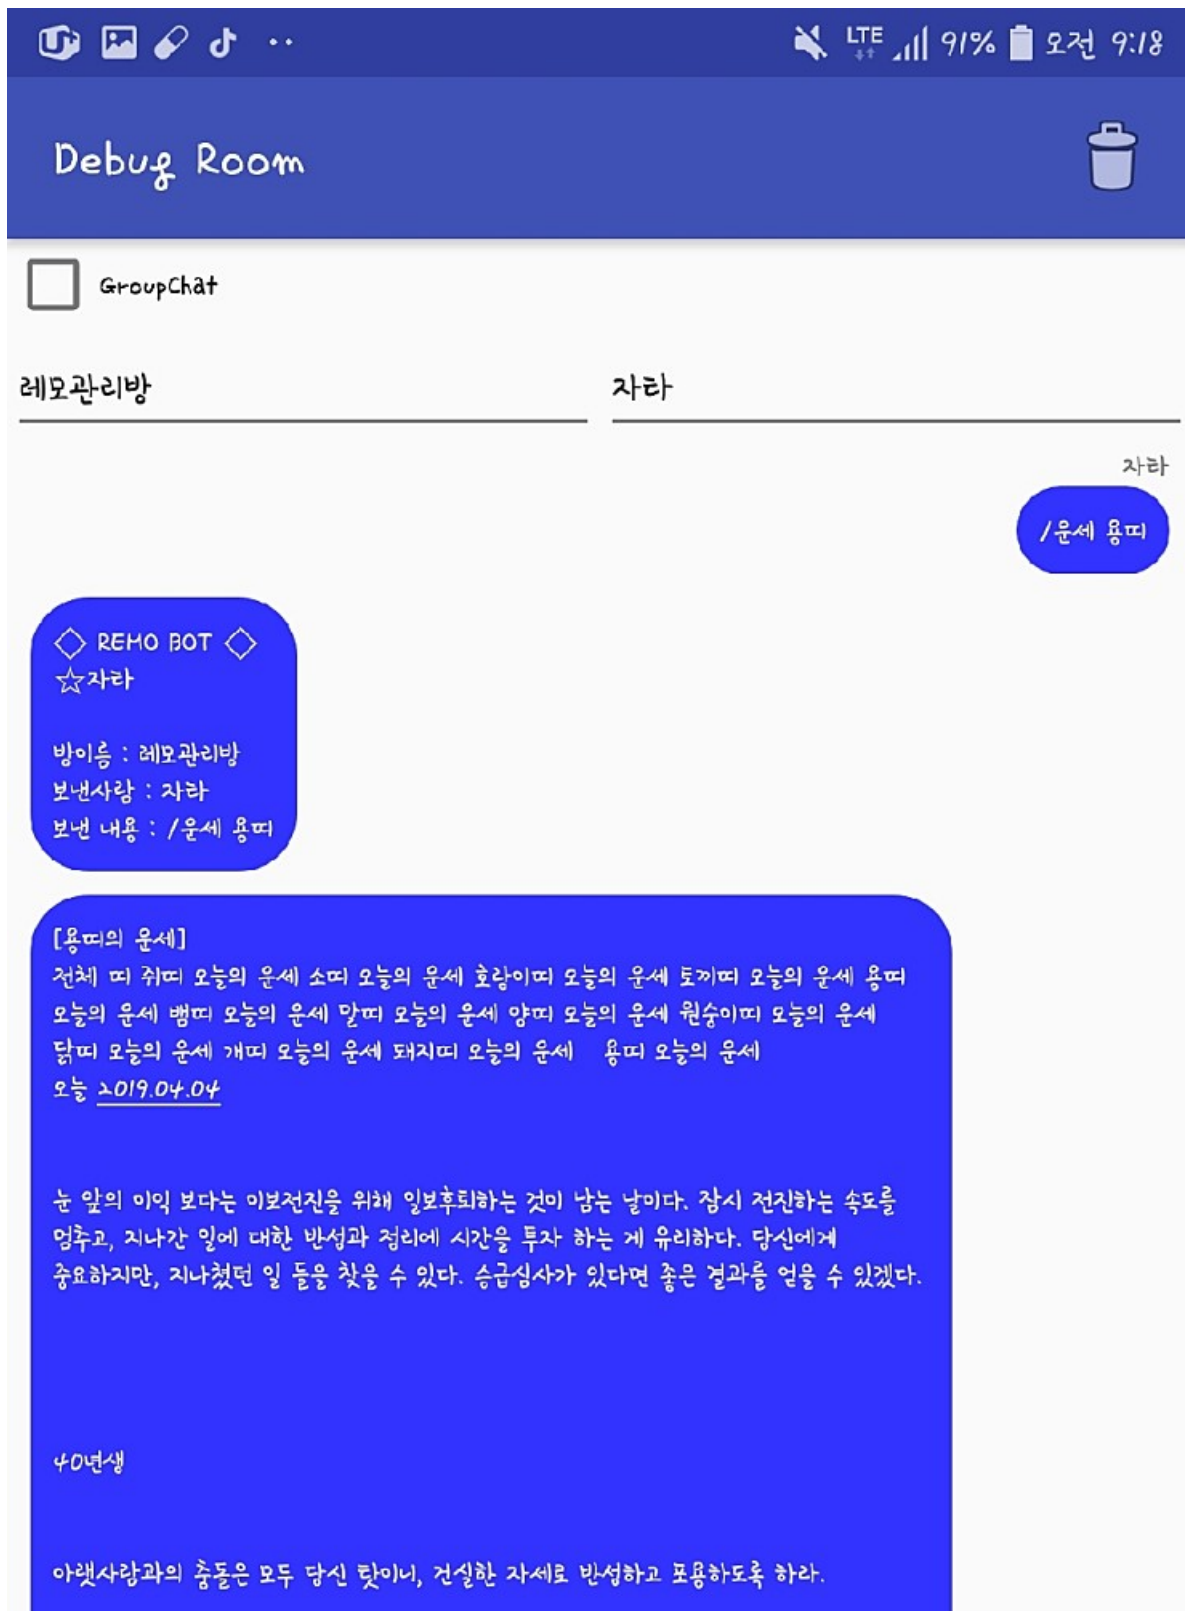 LTE 91% 오전 9:18
Debug Room
GroupChat
레모관리방 자타
자타
/운세 용띠
◇ REMO BOT ◇
☆자타
방이름 : 레모관리방
보낸사람 : 자타
보낸 내용 : /운세 용띠
[용띠의 운세]
전체 띠 쥐띠 오늘의 운세 소띠 오늘의 운세 호랑이띠 오늘의 운세 토끼띠 오늘의 운세 용띠
오늘의 운세 뱀띠 오늘의 운세 말띠 오늘의 운세 양띠 오늘의 운세 원숭이띠 오늘의 운세
닭띠 오늘의 운세 개띠 오늘의 운세 돼지띠 오늘의 운세 용띠 오늘의 운세
오늘 2019.04.04
눈 앞의 이익 보다는 이보전진을 위해 일보후퇴하는 것이 남는 날이다. 잠시 전진하는 속도를
멈추고, 지나간 일에 대한 반성과 정리에 시간을 투자 하는 게 유리하다. 당신에게
중요하지만, 지나쳤던 일 들을 찾을 수 있다. 승급심사가 있다면 좋은 결과를 얻을 수 있겠다.
40년생
아랫사람과의 충돌은 모두 당신 탓이니, 건실한 자세로 반성하고 포용하도록 하라.